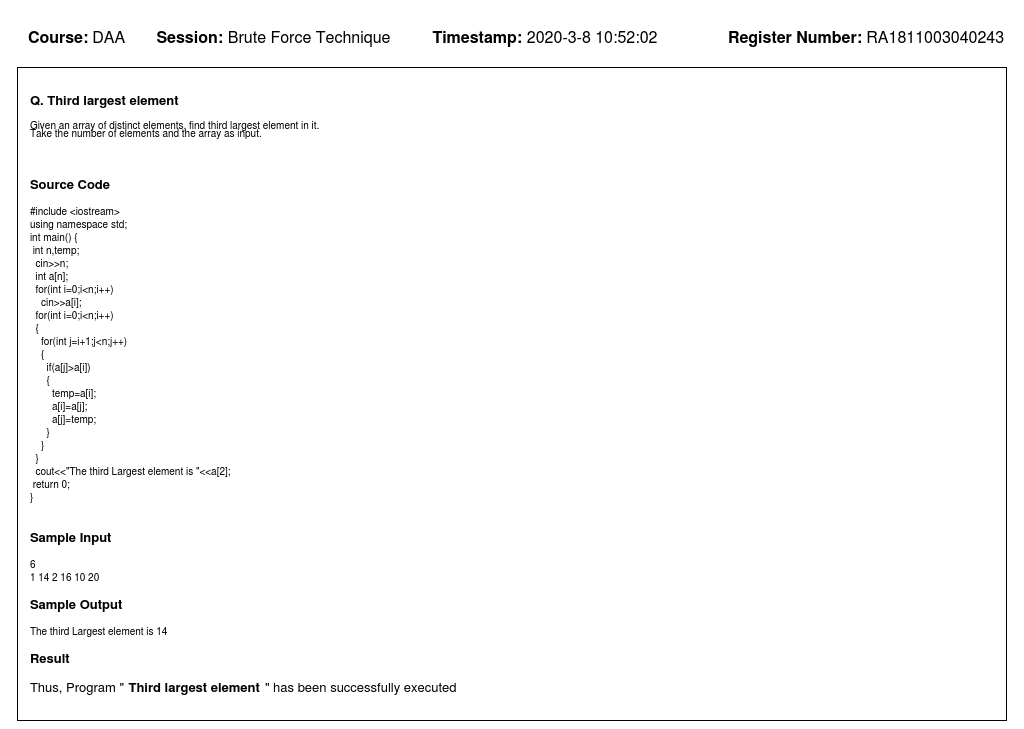 Course: DAA Session: Brute Force Technique Timestamp: 2020-3-8 10:52:02 Register Number: RA1811003040243
Q. Third largest element
Given an array of distinct elements, find third largest element in it.
Take the number of elements and the array as input.
Source Code
#include <iostream>
using namespace std;
int main() {
 int n,temp;
  cin>>n;
  int a[n];
  for(int i=0;i<n;i++)
    cin>>a[i];
  for(int i=0;i<n;i++)
  {
    for(int j=i+1;j<n;j++)
    {
      if(a[j]>a[i])
      {
        temp=a[i];
        a[i]=a[j];
        a[j]=temp;
      }
    }
  }
  cout<<"The third Largest element is "<<a[2];
 return 0;
}
Sample Input
6
1 14 2 16 10 20
Sample Output
The third Largest element is 14
Result
Thus, Program " Third largest element " has been successfully executed